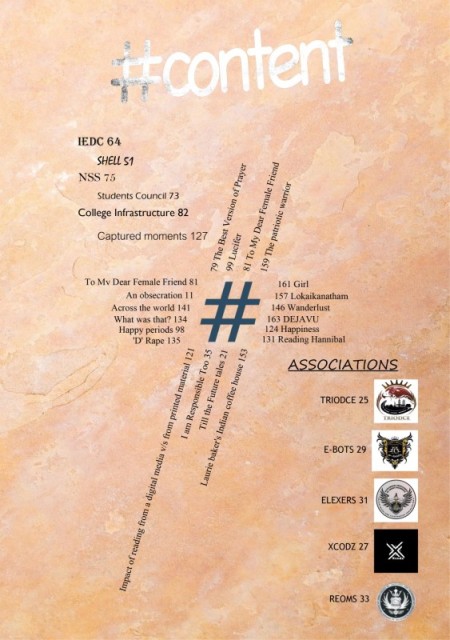 #content
IEDC 64
SHELL 51
NSS 75
Students Council 73
College Infrastructure 82
Captured moments 127
79 The Best Version of Prayer
99 Lucifer
81 To My Dear Female Friend
159 The patriotic warrior
To My Dear Female Friend 81
An obsecration 11
Across the world 141
What was that? 134
Happy periods 98
'D' Rape 135
#
161 Girl
157 Lokaikanatham
146 Wanderlust
163 DEJAVU
124 Happiness
131 Reading Hannibal
Impact of reading from a digital media v/s from printed material 121
I am Responsible Too 35
Till the Future tales 21
Laurie baker's Indian coffee house 153
ASSOCIATIONS
TRIODCE 25
TRIODCE
E-BOTS 29
ELEXERS 31
XCODZ 27
REOMS 33